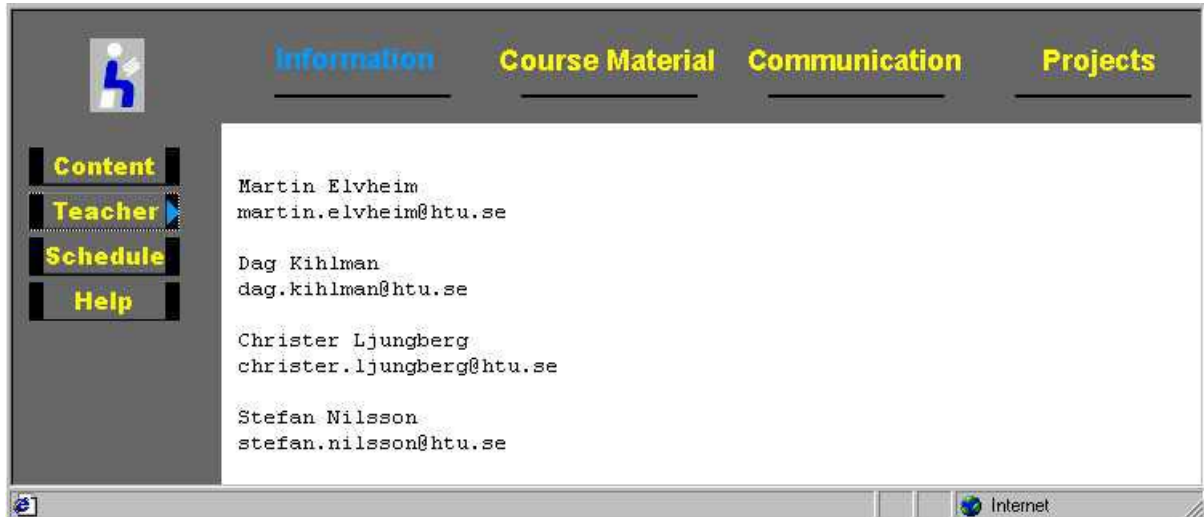 Information Course Material Communication Projects
Content
Teacher
Schedule
Help
Martin Elvheim
martin.elvheim@htu.se
Dag Kihlman
dag.kihlman@htu.se
Christer Ljungberg
christer.ljungberg@htu.se
Stefan Nilsson
stefan.nilsson@htu.se
Internet